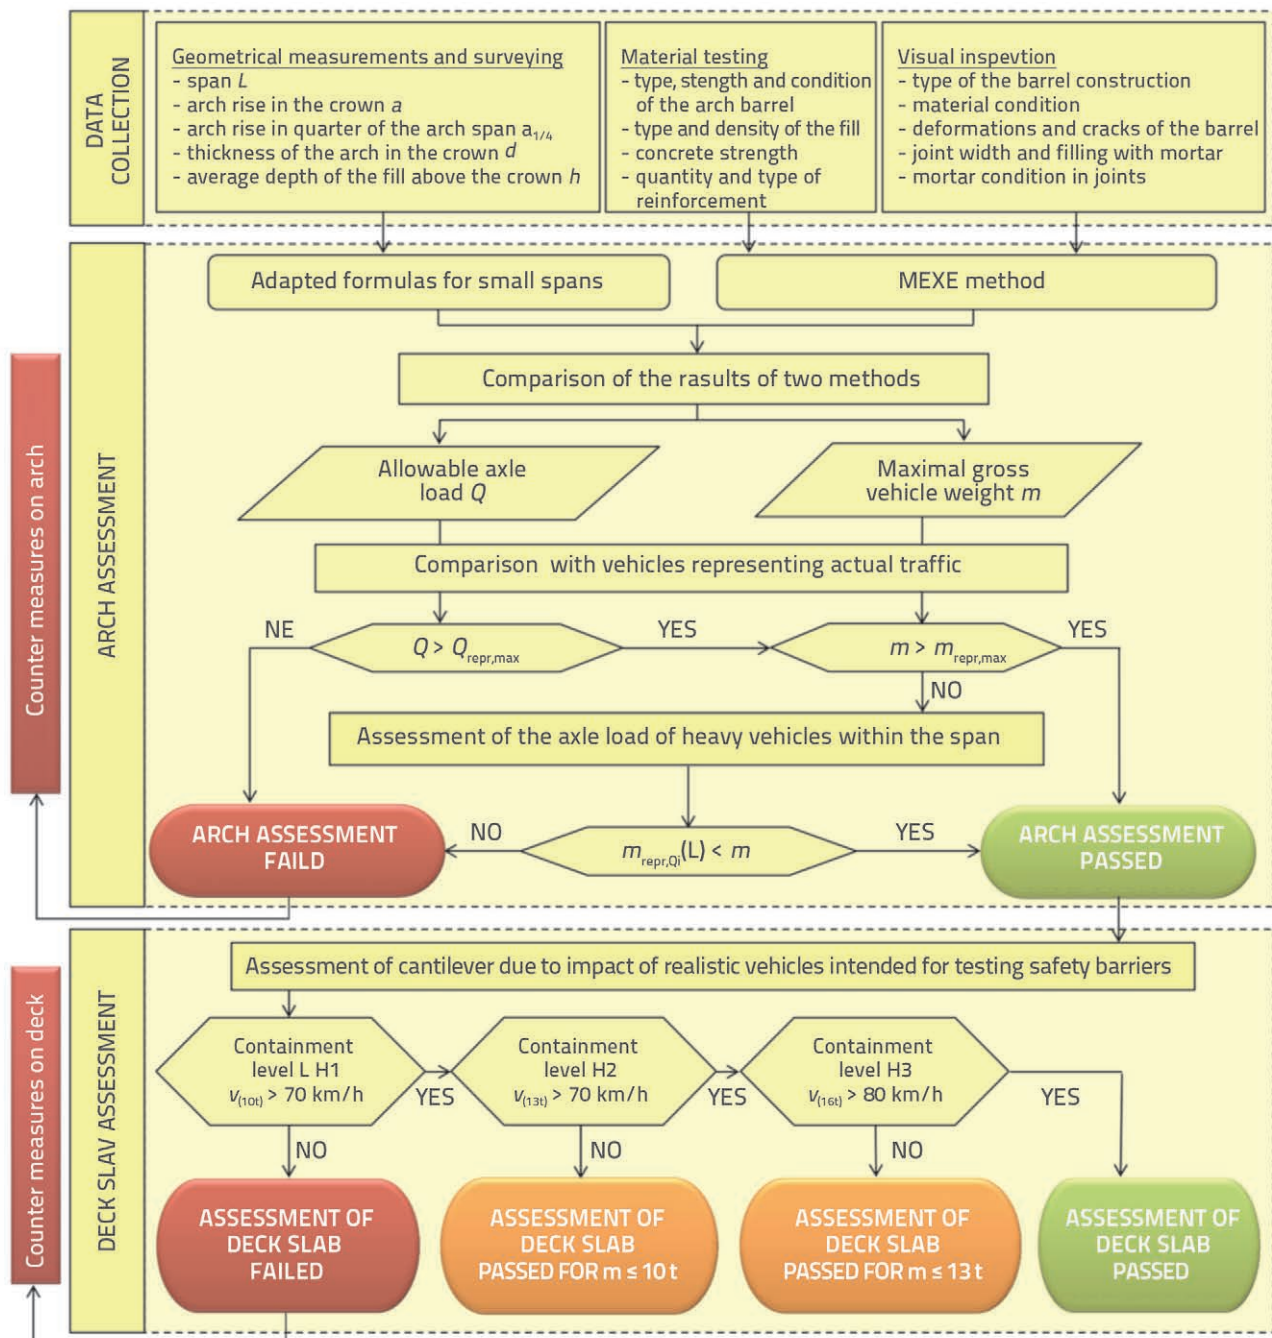 DATA
COLLECTION
Geometrical measurements and surveying
- span L
- arch rise in the crown a
- arch rise in quarter of the arch span a1/4
- thickness of the arch in the crown d
- average depth of the fill above the crown h
Material testing
- type, stength and condition
of the arch barrel
- type and density of the fill
- concrete strength
- quantity and type of
reinforcement
Visual inspevtion
- type of the barrel construction
- material condition
- deformations and cracks of the barrel
- joint width and filling with mortar
- mortar condition in joints
Counter measures on arch
ARCH ASSESSMENT
Adapted formulas for small spans
MEXE method
Comparison of the rasults of two methods
Allowable axle
load Q
Maximal gross
vehicle weight m
Comparison with vehicles representing actual traffic
NE
Q > Qrepr,max
YES
m > mrepr,max
YES
NO
Assessment of the axle load of heavy vehicles within the span
ARCH ASSESSMENT
FAILD
NO
mrepr,Qi(L) < m
YES
ARCH ASSESSMENT
PASSED
Counter measures on deck
DECK SLAV ASSESSMENT
Assessment of cantilever due to impact of realistic vehicles intended for testing safety barriers
Containment
level L H1
v(10t) > 70 km/h
YES
Containment
level H2
v(13t) > 70 km/h
YES
Containment
level H3
v(16t) > 80 km/h
YES
NO
NO
NO
ASSESSMENT OF
DECK SLAB
FAILED
ASSESSMENT OF
DECK SLAB
PASSED FOR m ≤ 10 t
ASSESSMENT OF
DECK SLAB
PASSED FOR m ≤ 13 t
ASSESSMENT OF
DECK SLAB
PASSED